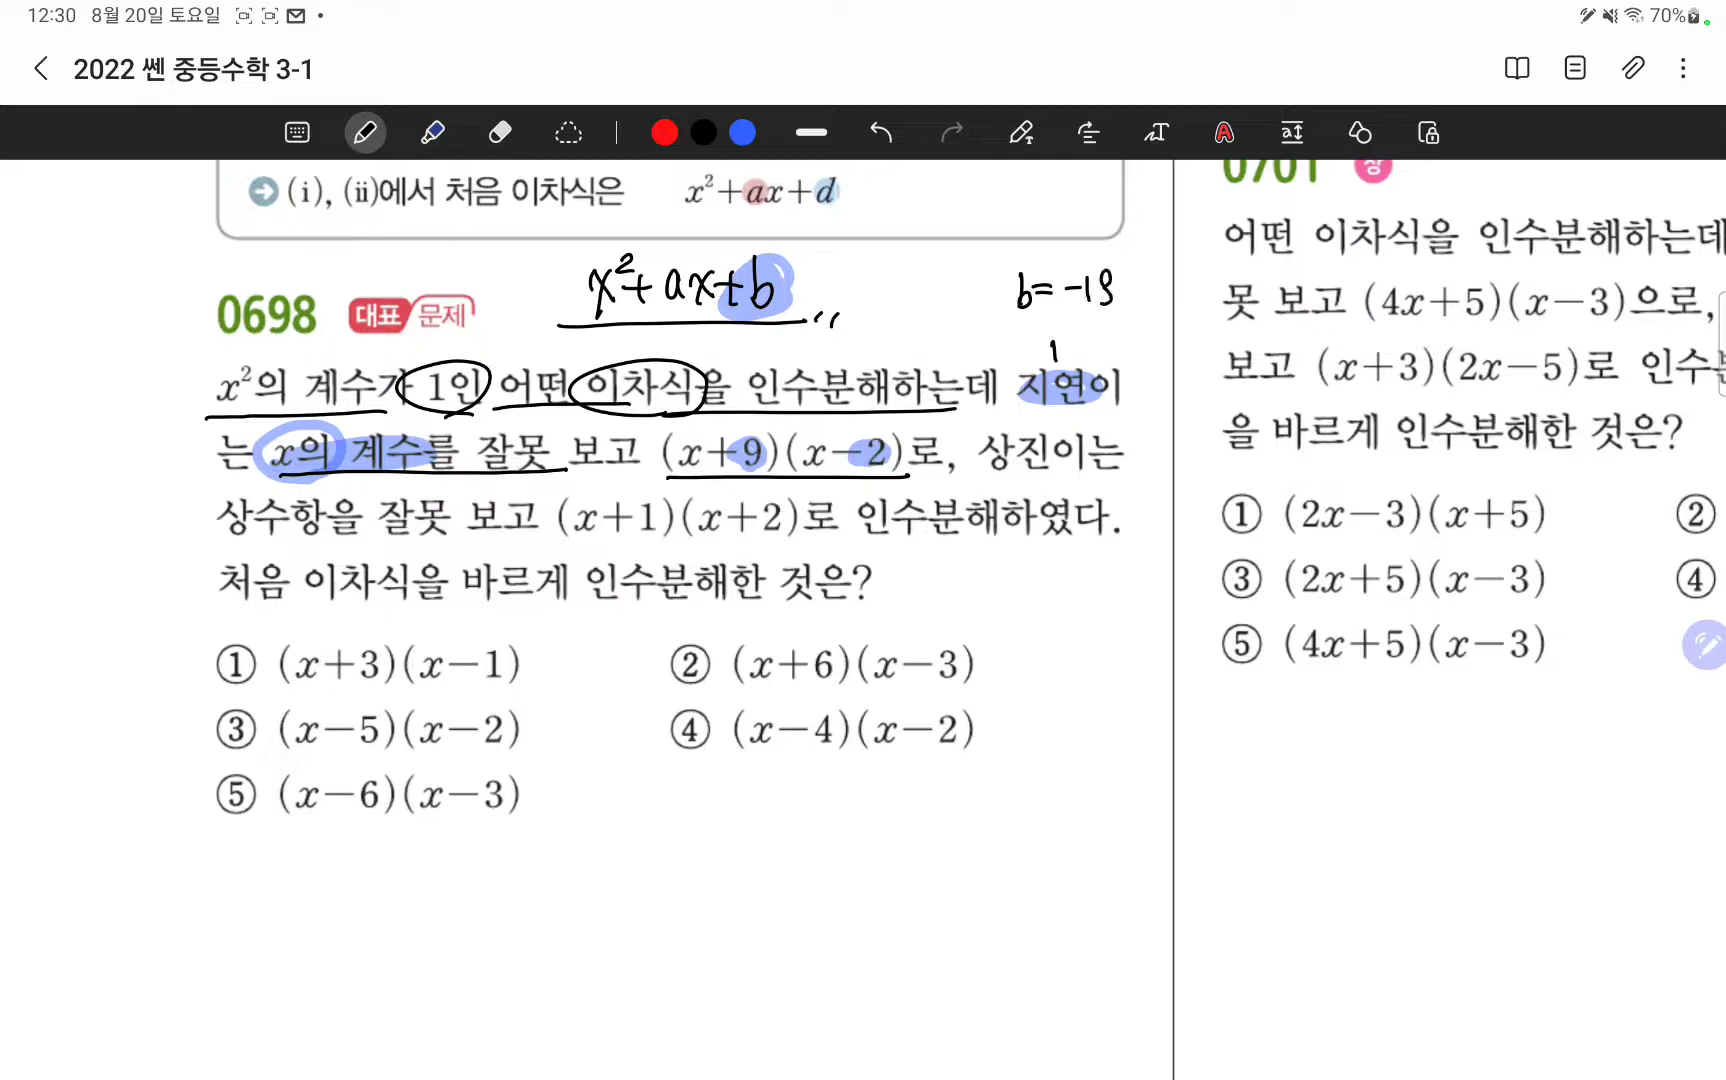 12:30 8월 20일 토요일
70%
2022 쎈 중등수학 3-1
(ⅰ), (ⅱ)에서 처음 이차식은 x²+ax+d
x²+ax+b
b=-18
0698 대표 문제
1
x²의 계수가 1인 어떤 이차식을 인수분해하는데 지연이
는 x의 계수를 잘못 보고 (x+9)(x-2)로, 상진이는
상수항을 잘못 보고 (x+1)(x+2)로 인수분해하였다.
처음 이차식을 바르게 인수분해한 것은?
① (x+3)(x-1) ② (x+6)(x-3)
③ (x-5)(x-2) ④ (x-4)(x-2)
⑤ (x-6)(x-3)
0701
어떤 이차식을 인수분해하는데
못 보고 (4x+5)(x-3)으로,
보고 (x+3)(2x-5)로 인수
을 바르게 인수분해한 것은?
① (2x-3)(x+5) ②
③ (2x+5)(x-3) ④
⑤ (4x+5)(x-3)